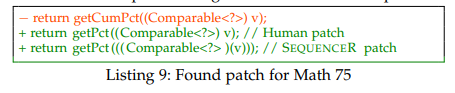 − return getCumPct((Comparable<?>) v);
+ return getPct((Comparable<?>) v); // Human patch
+ return getPct(((Comparable<?> )(v))); // SEQUENCER patch
Listing 9: Found patch for Math 75